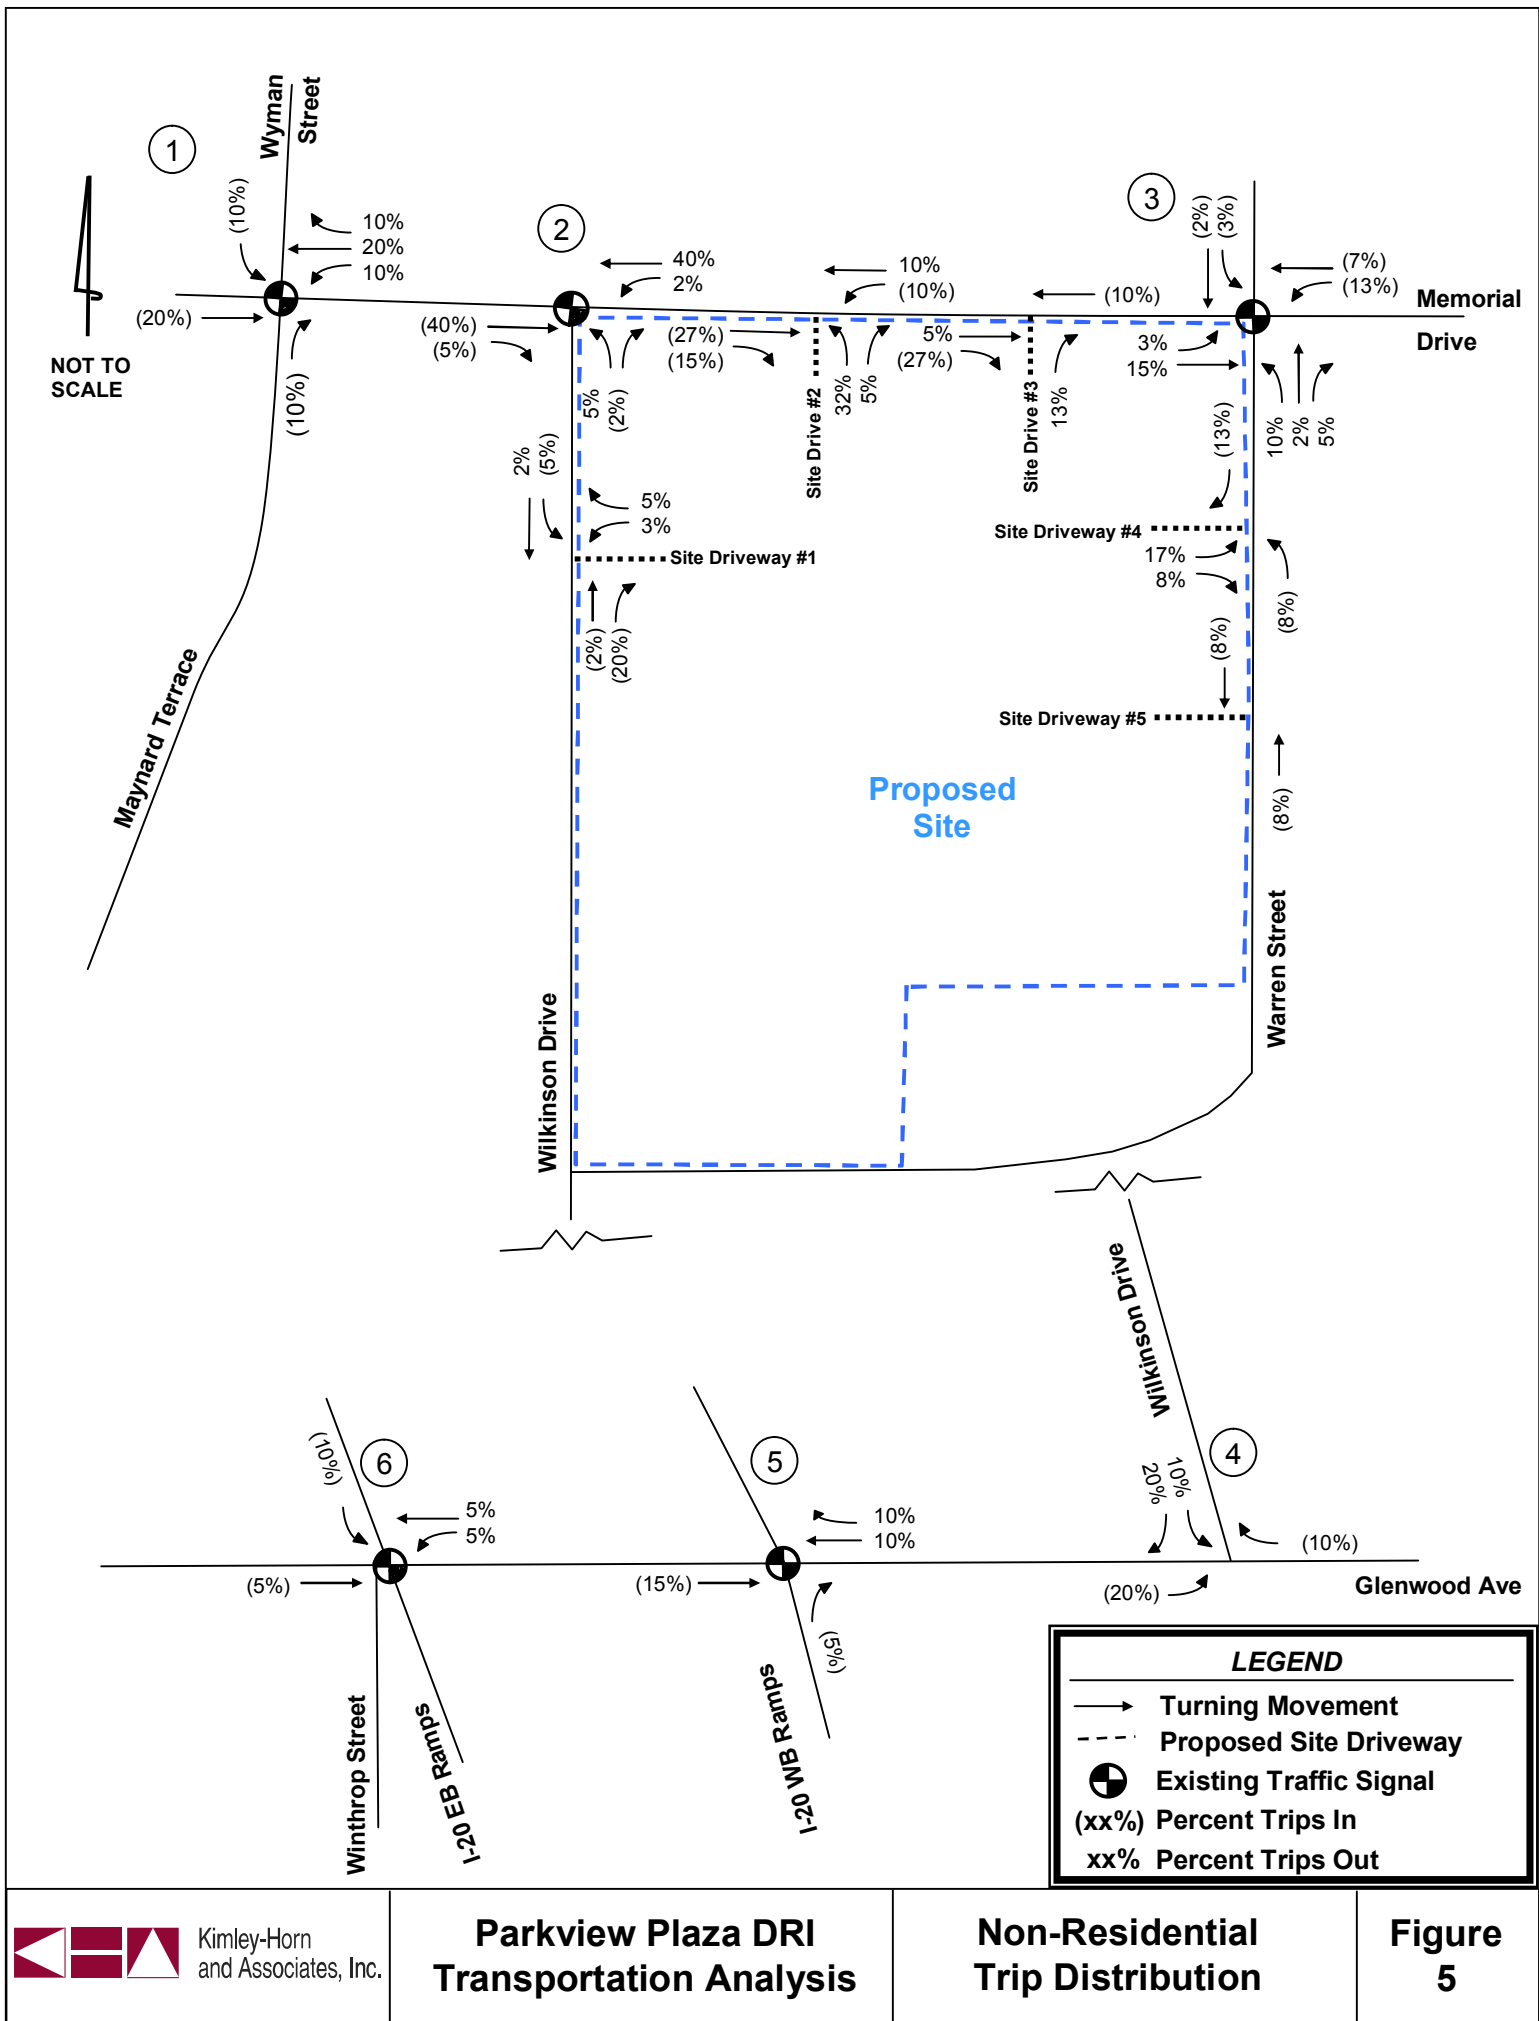 Wyman
Street
1
2
3
(10%)
10%
20%
10%
(20%)
(10%)
NOT TO
SCALE
40%
2%
(40%)
(5%)
5%
(2%)
(27%)
(15%)
10%
(10%)
Site Drive #2
32%
5%
(10%)
5%
(27%)
Site Drive #3
13%
(2%)
(3%)
(7%)
(13%)
Memorial
Drive
3%
15%
10%
2%
5%
(13%)
2%
(5%)
5%
3%
Site Driveway #1
(2%)
(20%)
Site Driveway #4
17%
8%
(8%)
(8%)
Site Driveway #5
(8%)
Maynard Terrace
Proposed
Site
Wilkinson Drive
Warren Street
Wilkinson Drive
6
5
4
(10%)
5%
5%
(5%)
10%
10%
(15%)
(5%)
20%
10%
(10%)
(20%)
Glenwood Ave
Winthrop Street
I-20 EB Ramps
I-20 WB Ramps
LEGEND
Turning Movement
Proposed Site Driveway
Existing Traffic Signal
(xx%) Percent Trips In
xx% Percent Trips Out
Kimley-Horn
and Associates, Inc.
Parkview Plaza DRI
Transportation Analysis
Non-Residential
Trip Distribution
Figure
5